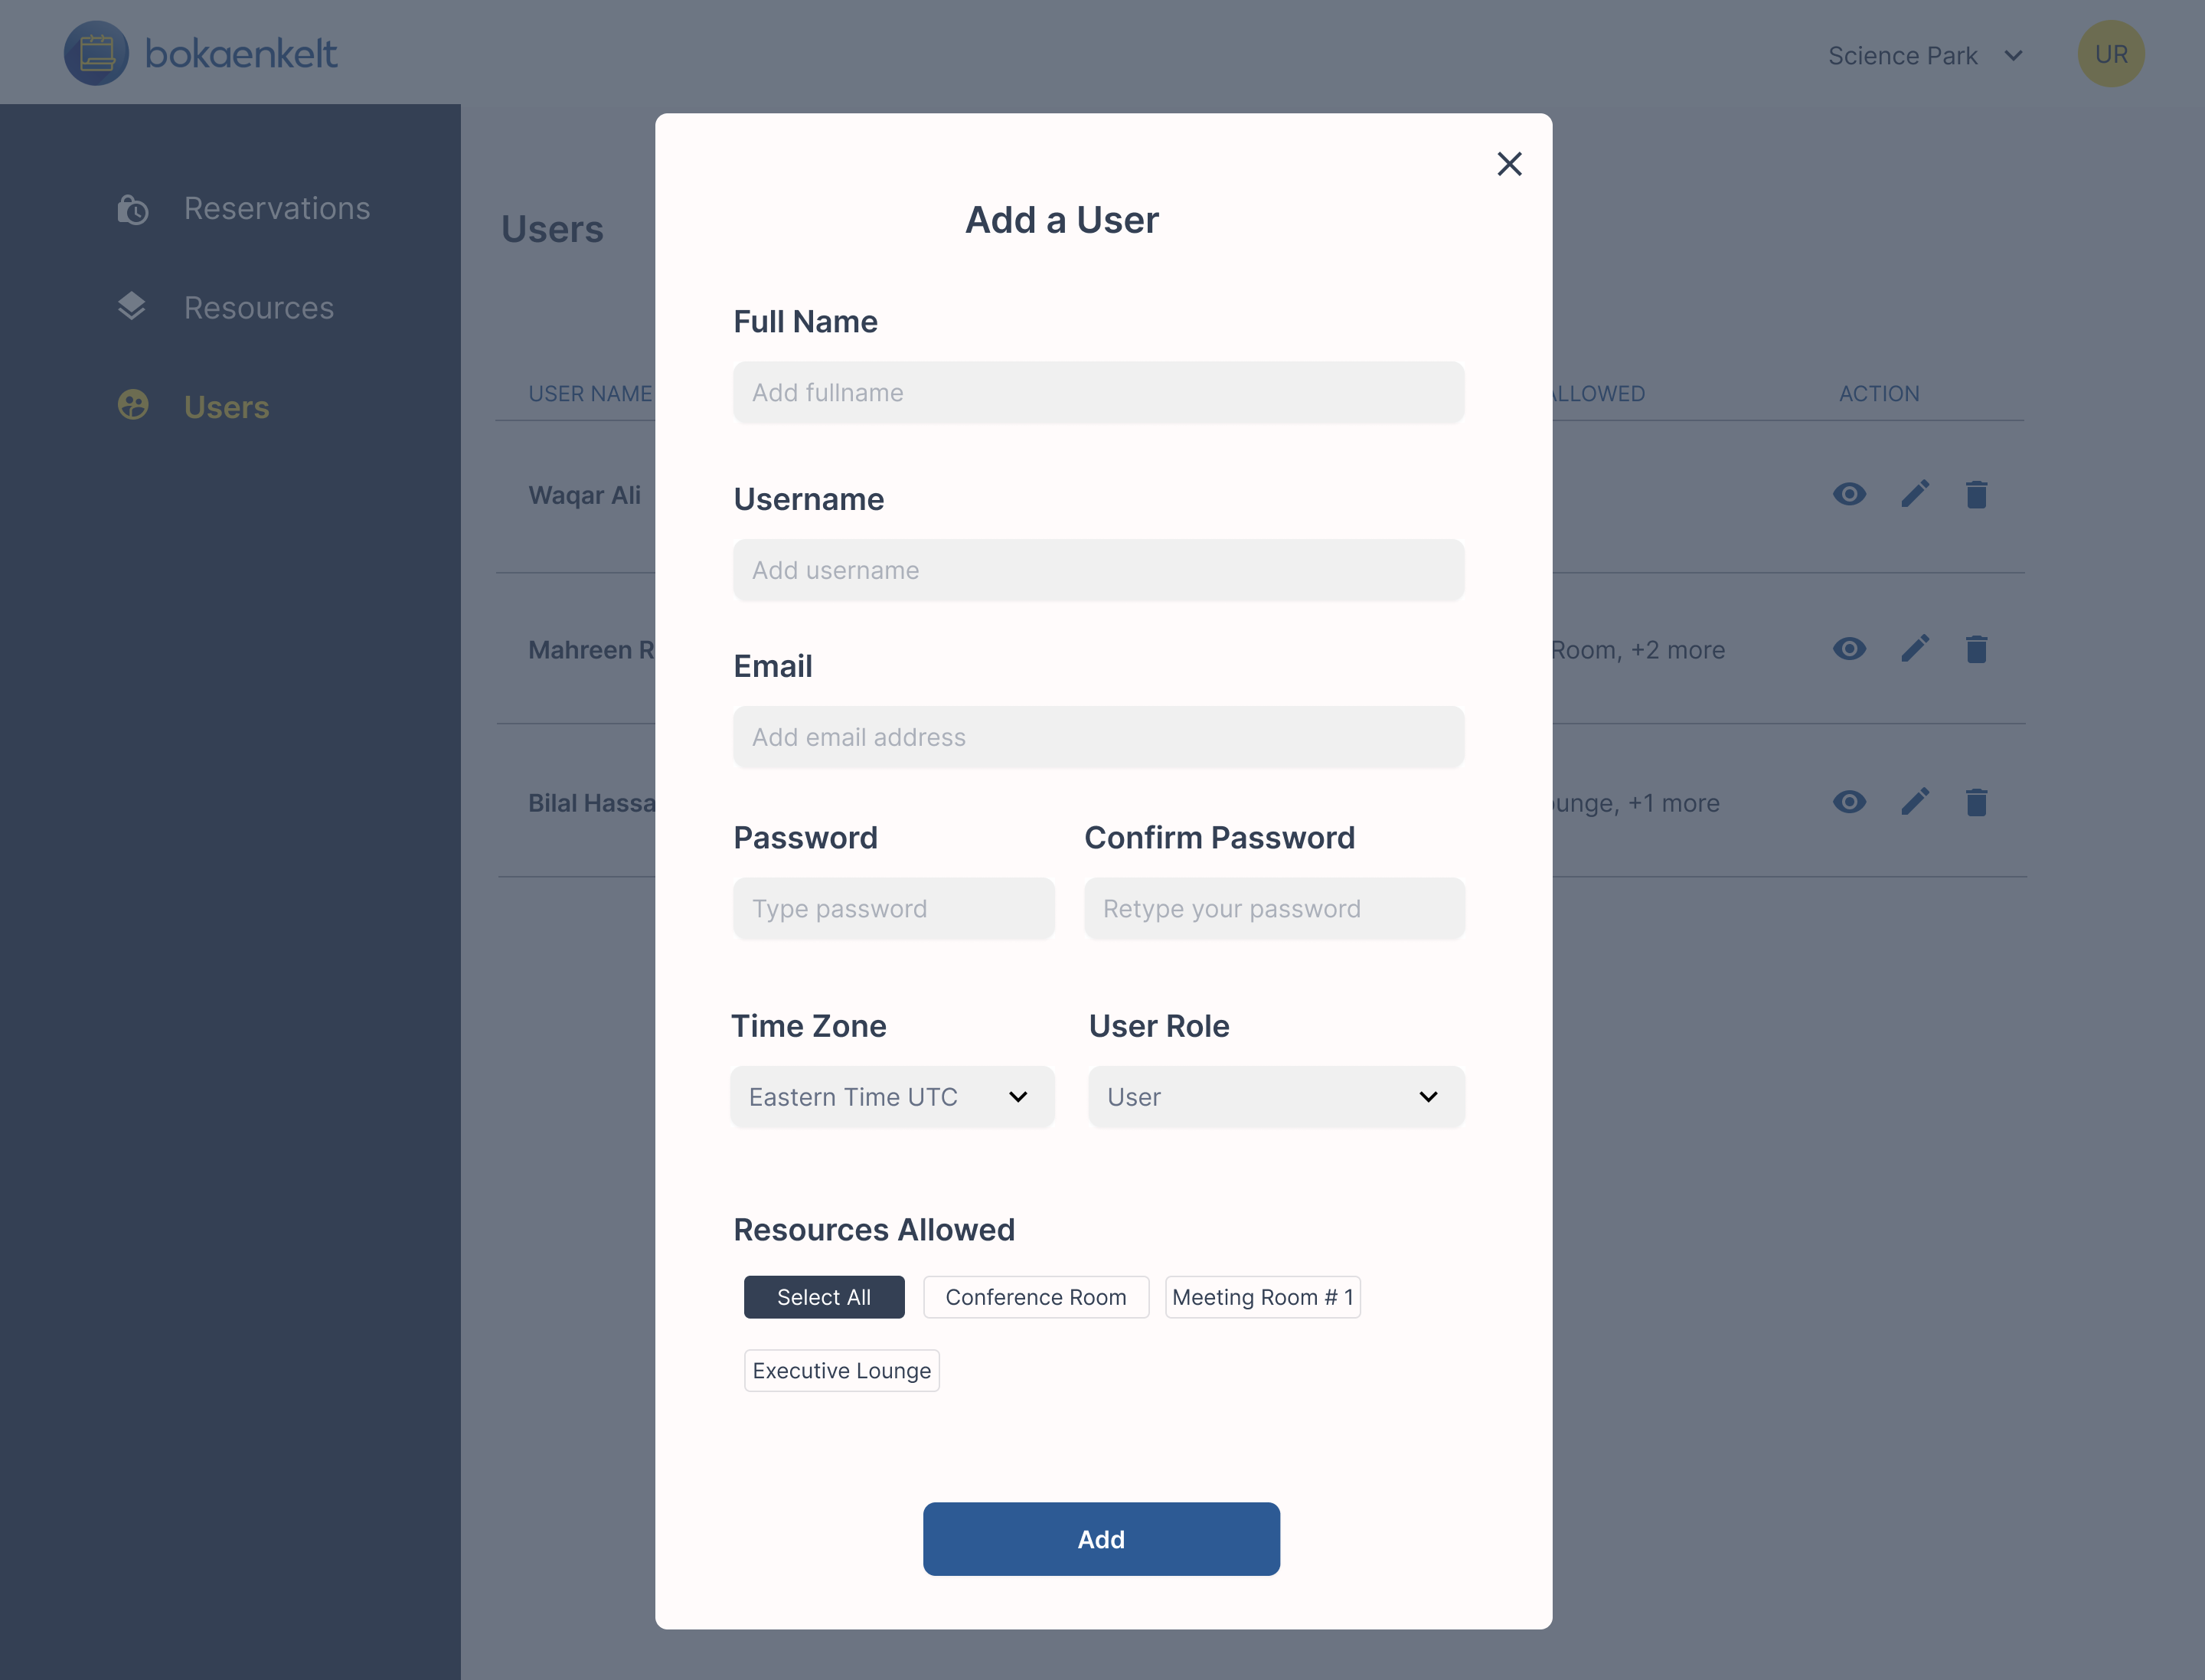 bokaenkelt
Science Park
UR
Reservations
Resources
Users
Users
USER NAME
ALLOWED
ACTION
Waqar Ali
Mahreen R
Room, +2 more
Bilal Hassa
ounge, +1 more
Add a User
Full Name
Add fullname
Username
Add username
Email
Add email address
Password
Confirm Password
Type password
Retype your password
Time Zone
User Role
Eastern Time UTC
User
Resources Allowed
Select All
Conference Room
Meeting Room # 1
Executive Lounge
Add